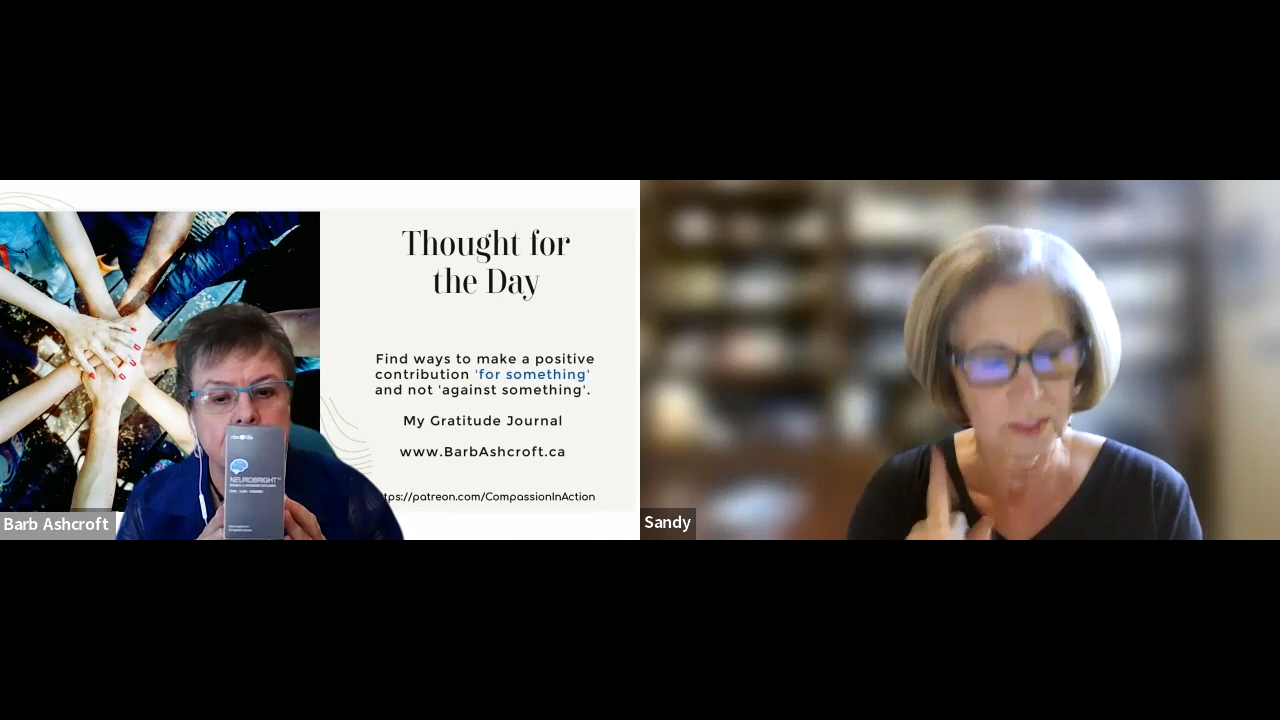 Thought for
the Day
Find ways to make a positive
contribution 'for something'
and not 'against something'.
My Gratitude Journal
www.BarbAshcroft.ca
tps://patreon.com/CompassionInAction
NEUROBRIGHT™
Barb Ashcroft
Sandy